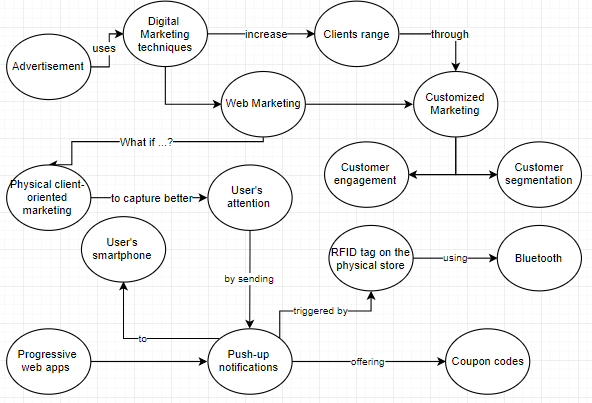 Digital
Marketing
techniques
increase
Clients range
through
uses
Advertisement
Web Marketing
Customized
Marketing
What if ...?
Customer
engagement
Customer
segmentation
Physical client-
oriented
marketing
to capture better
User's
attention
User's
smartphone
RFID tag on the
physical store
using
Bluetooth
by sending
triggered by
to
Progressive
web apps
Push-up
notifications
offering
Coupon codes